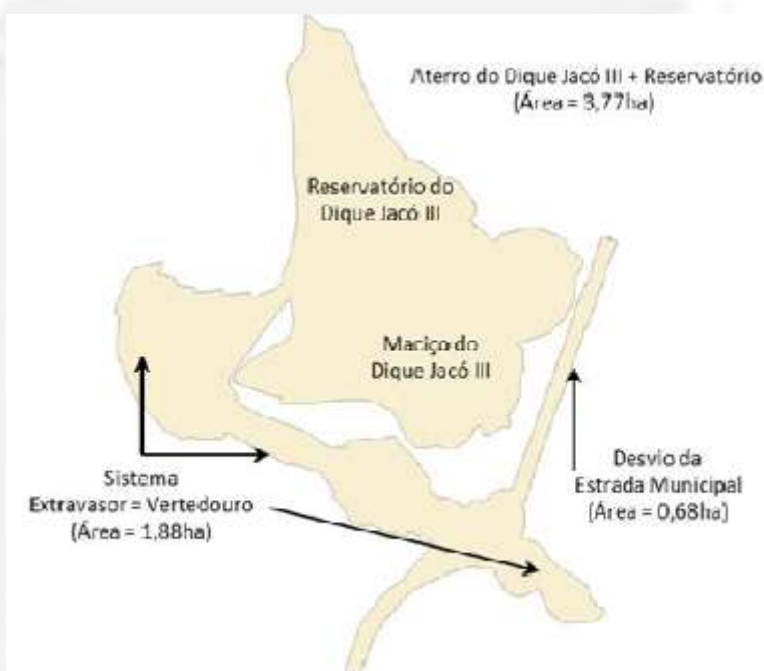 Aterro do Dique Jacó III + Reservatório
(Área = 3,77ha)
Reservatório do
Dique Jacó III
Maciço do
Dique Jacó III
Sistema
Extravasor = Vertedouro
(Área = 1,88ha)
Desvio da
Estrada Municipal
(Área = 0,68ha)